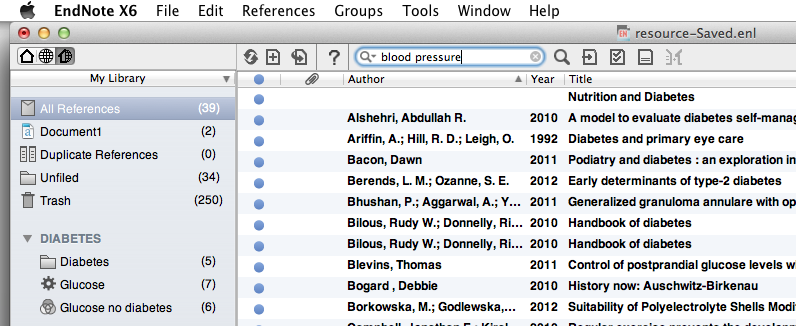 EndNote X6 File Edit References Groups Tools Window Help
resource-Saved.enl
? blood pressure
My Library Author Year Title
All References (39) Nutrition and Diabetes
Document1 (2) Alshehri, Abdullah R. 2010 A model to evaluate diabetes self-manag
Duplicate References (0) Ariffin, A.; Hill, R. D.; Leigh, O. 1992 Diabetes and primary eye care
Unfiled (34) Bacon, Dawn 2011 Podiatry and diabetes : an exploration in
Trash (250) Berends, L. M.; Ozanne, S. E. 2012 Early determinants of type-2 diabetes
Bhushan, P.; Aggarwal, A.; Y... 2011 Generalized granuloma annulare with op
DIABETES Bilous, Rudy W.; Donnelly, Ri... 2010 Handbook of diabetes
Diabetes (5) Bilous, Rudy W.; Donnelly, Ri... 2010 Handbook of diabetes
Glucose (7) Blevins, Thomas 2011 Control of postprandial glucose levels w
Glucose no diabetes (6) Bogard , Debbie 2010 History now: Auschwitz-Birkenau
Borkowska, M.; Godlewska,... 2012 Suitability of Polyelectrolyte Shells Modi